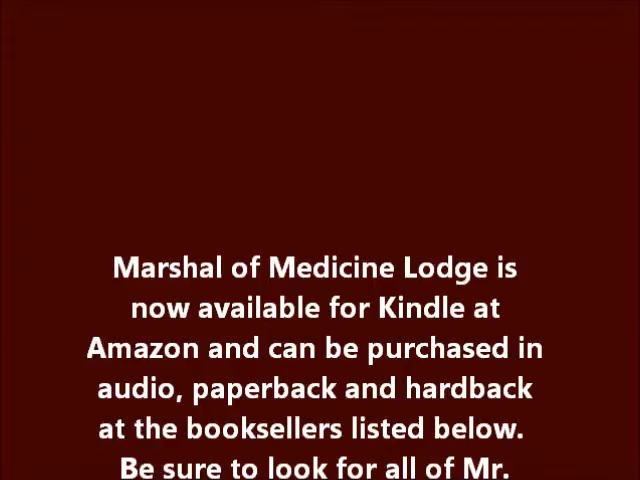 Marshal of Medicine Lodge is
now available for Kindle at
Amazon and can be purchased in
audio, paperback and hardback
at the booksellers listed below.
Be sure to look for all of Mr.